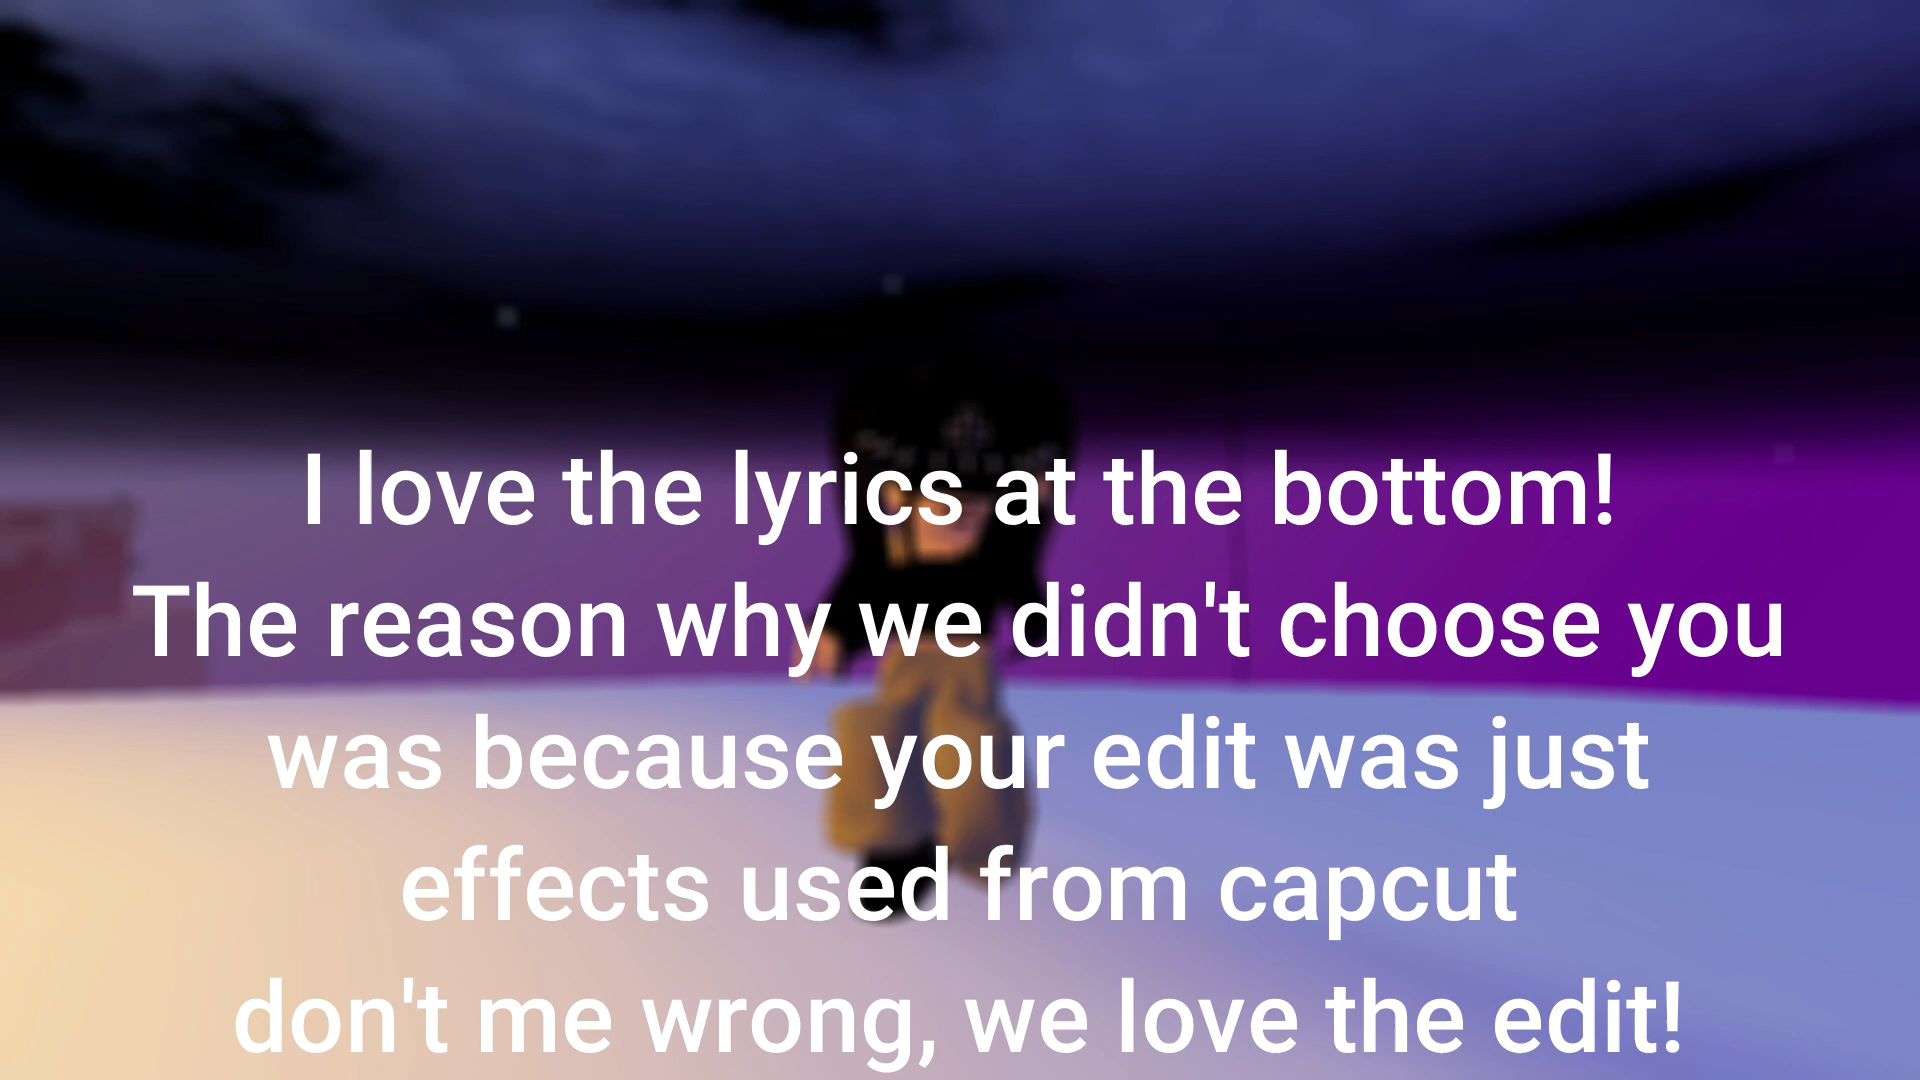 I love the lyrics at the bottom!
The reason why we didn't choose you
was because your edit was just
effects used from capcut
don't me wrong, we love the edit!